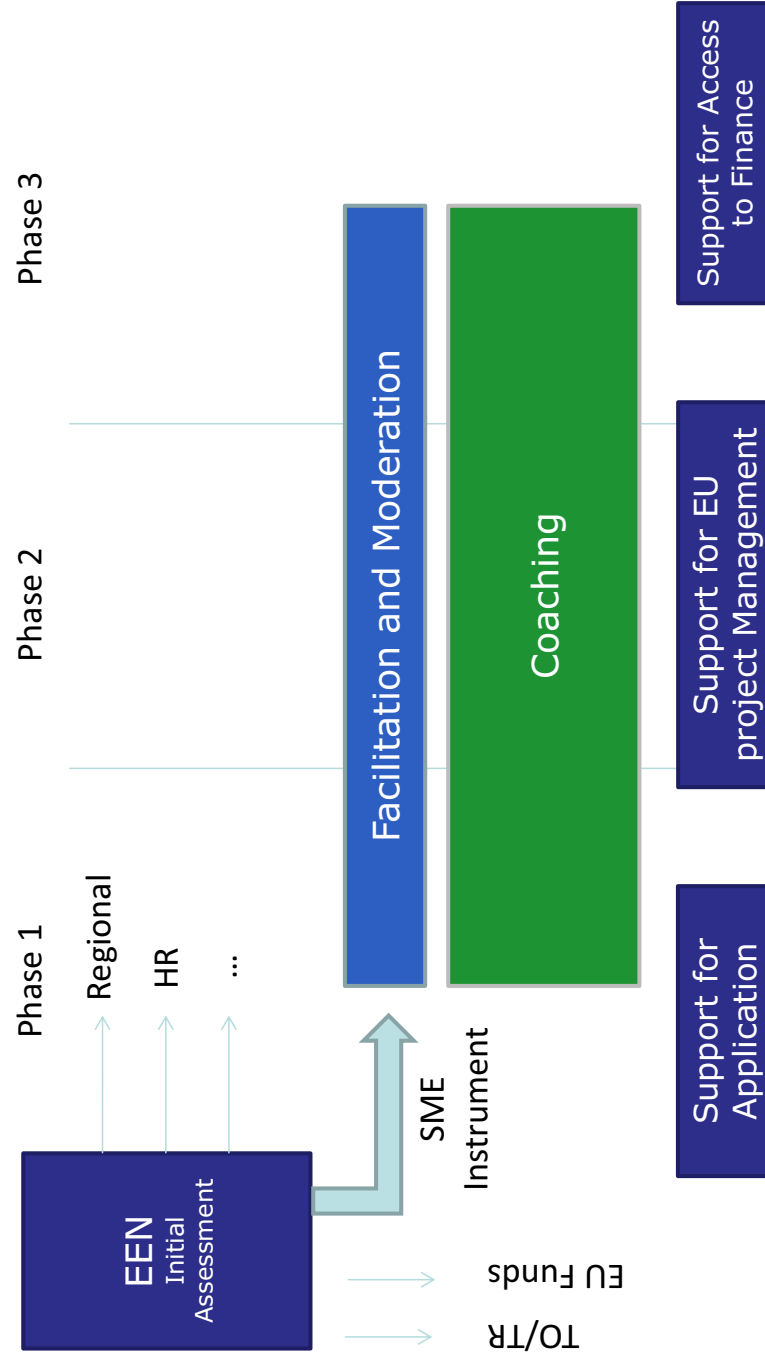 Phase 1
Phase 2
Phase 3
EEN
Initial
Assessment
Regional
HR
...
SME
Instrument
TO/TR
EU Funds
Facilitation and Moderation
Coaching
Support for
Application
Support for EU
project Management
Support for Access
to Finance